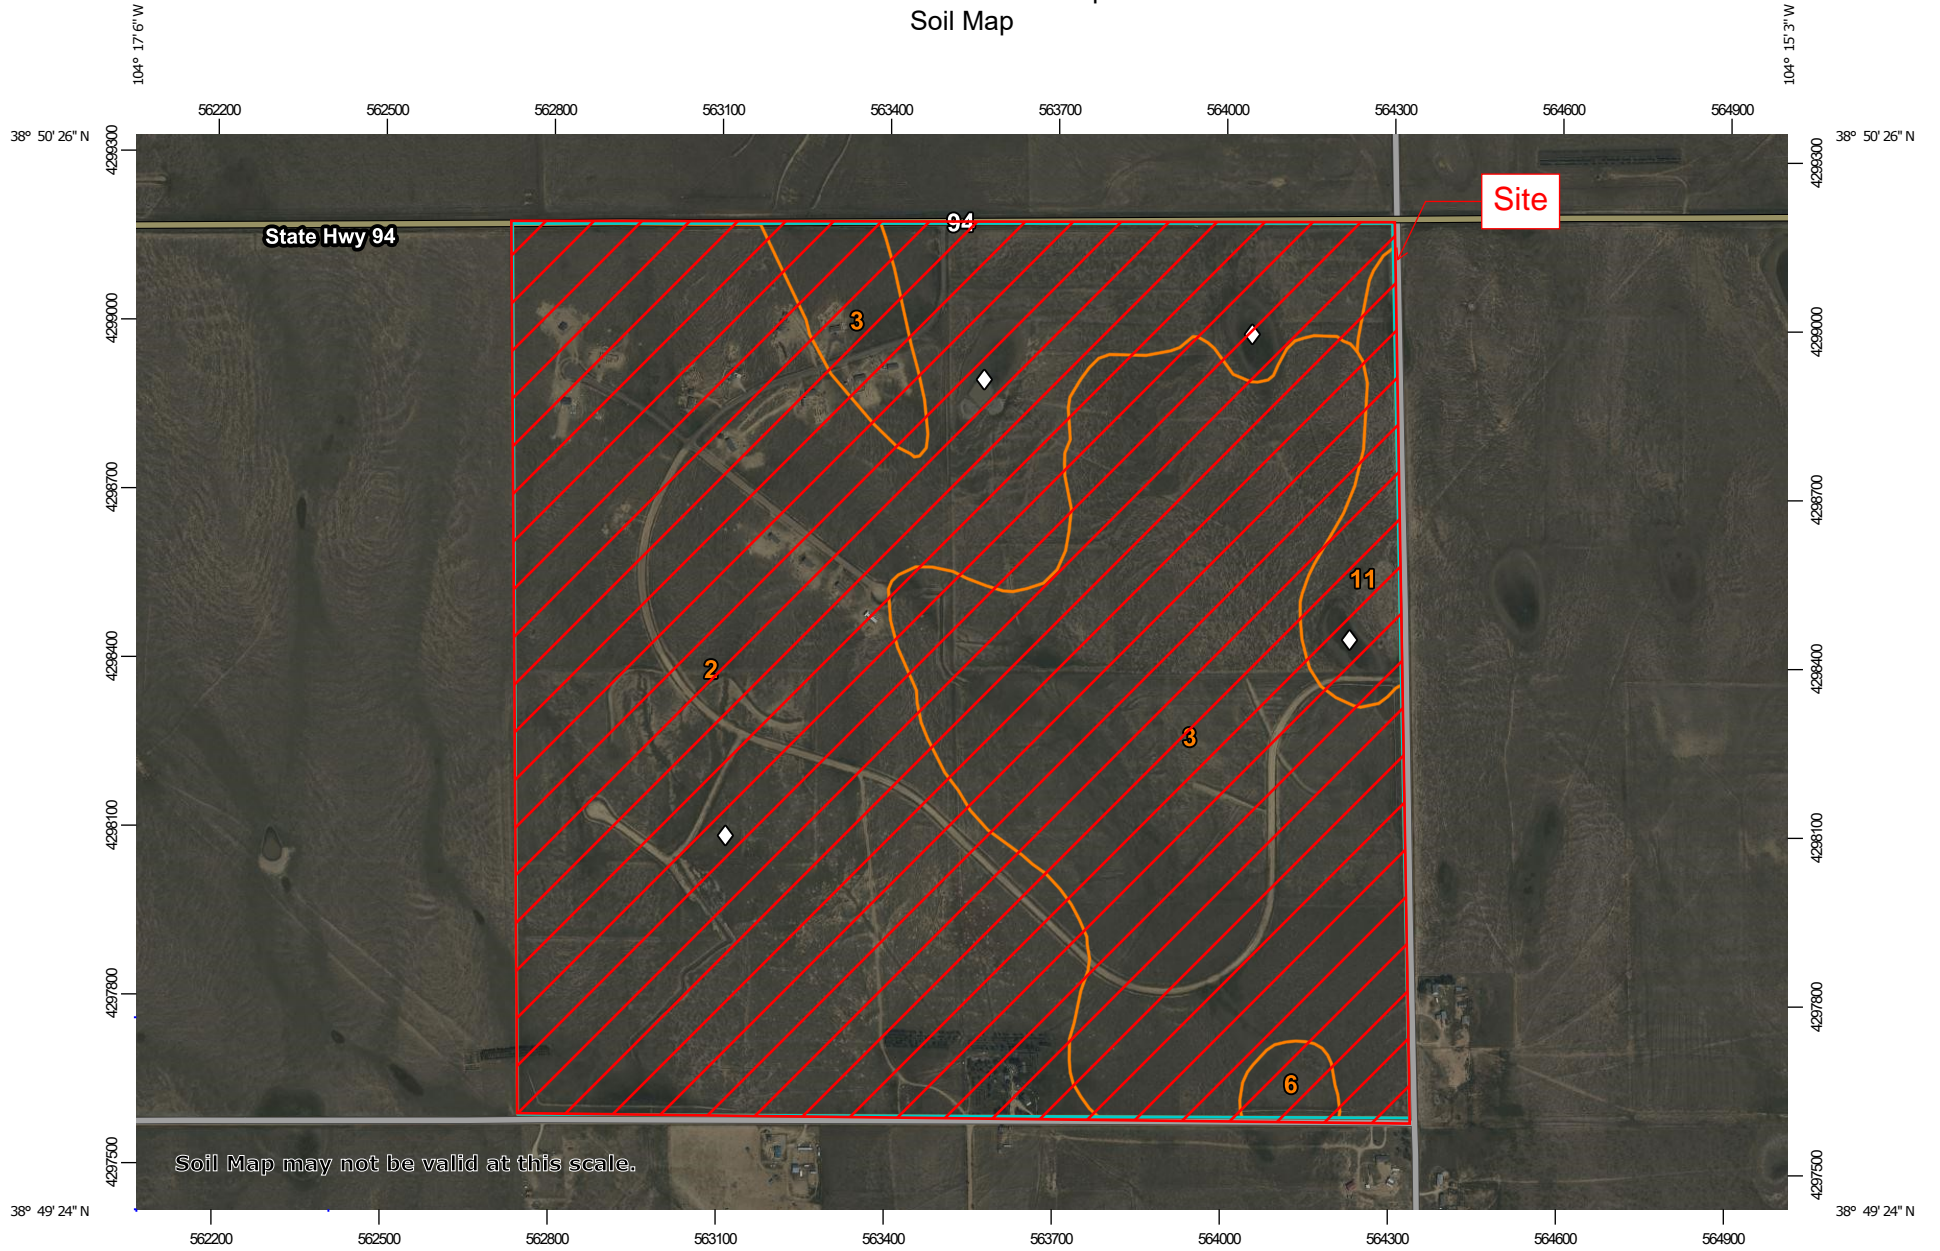 Soil Map
104° 17' 6" W
104° 15' 3" W
562200 562500 562800 563100 563400 563700 564000 564300 564600 564900
38° 50' 26" N
38° 50' 26" N
4299300
4299300
Site
94
State Hwy 94
4299000
3
4299000
4298700
4298700
11
4298400
2
4298400
3
4298100
4298100
4297800
4297800
6
4297500
Soil Map may not be valid at this scale.
4297500
38° 49' 24" N
38° 49' 24" N
562200 562500 562800 563100 563400 563700 564000 564300 564600 564900